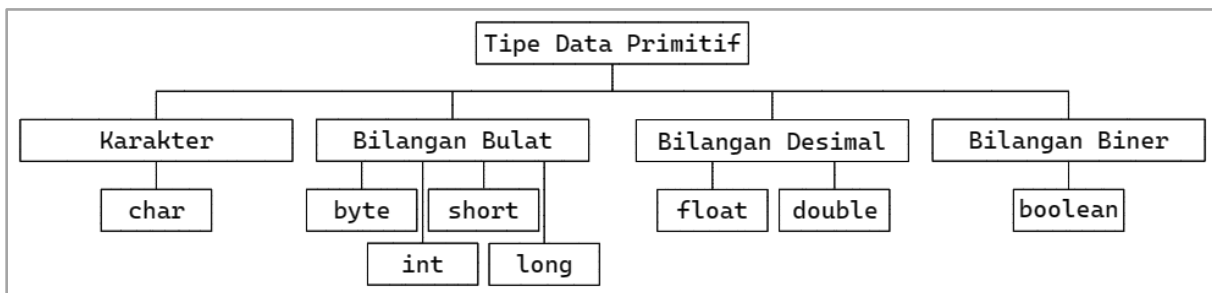 Tipe Data Primitif
Karakter
Bilangan Bulat
Bilangan Desimal
Bilangan Biner
char
byte
short
float
double
boolean
int
long